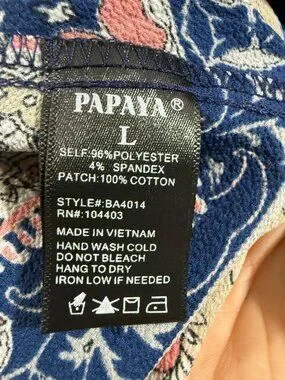 PAPAYA®
L
SELF:96%POLYESTER
4% SPANDEX
PATCH:100% COTTON
STYLE#:BA4014
RN#:104403
MADE IN VIETNAM
HAND WASH COLD
DO NOT BLEACH
HANG TO DRY
IRON LOW IF NEEDED